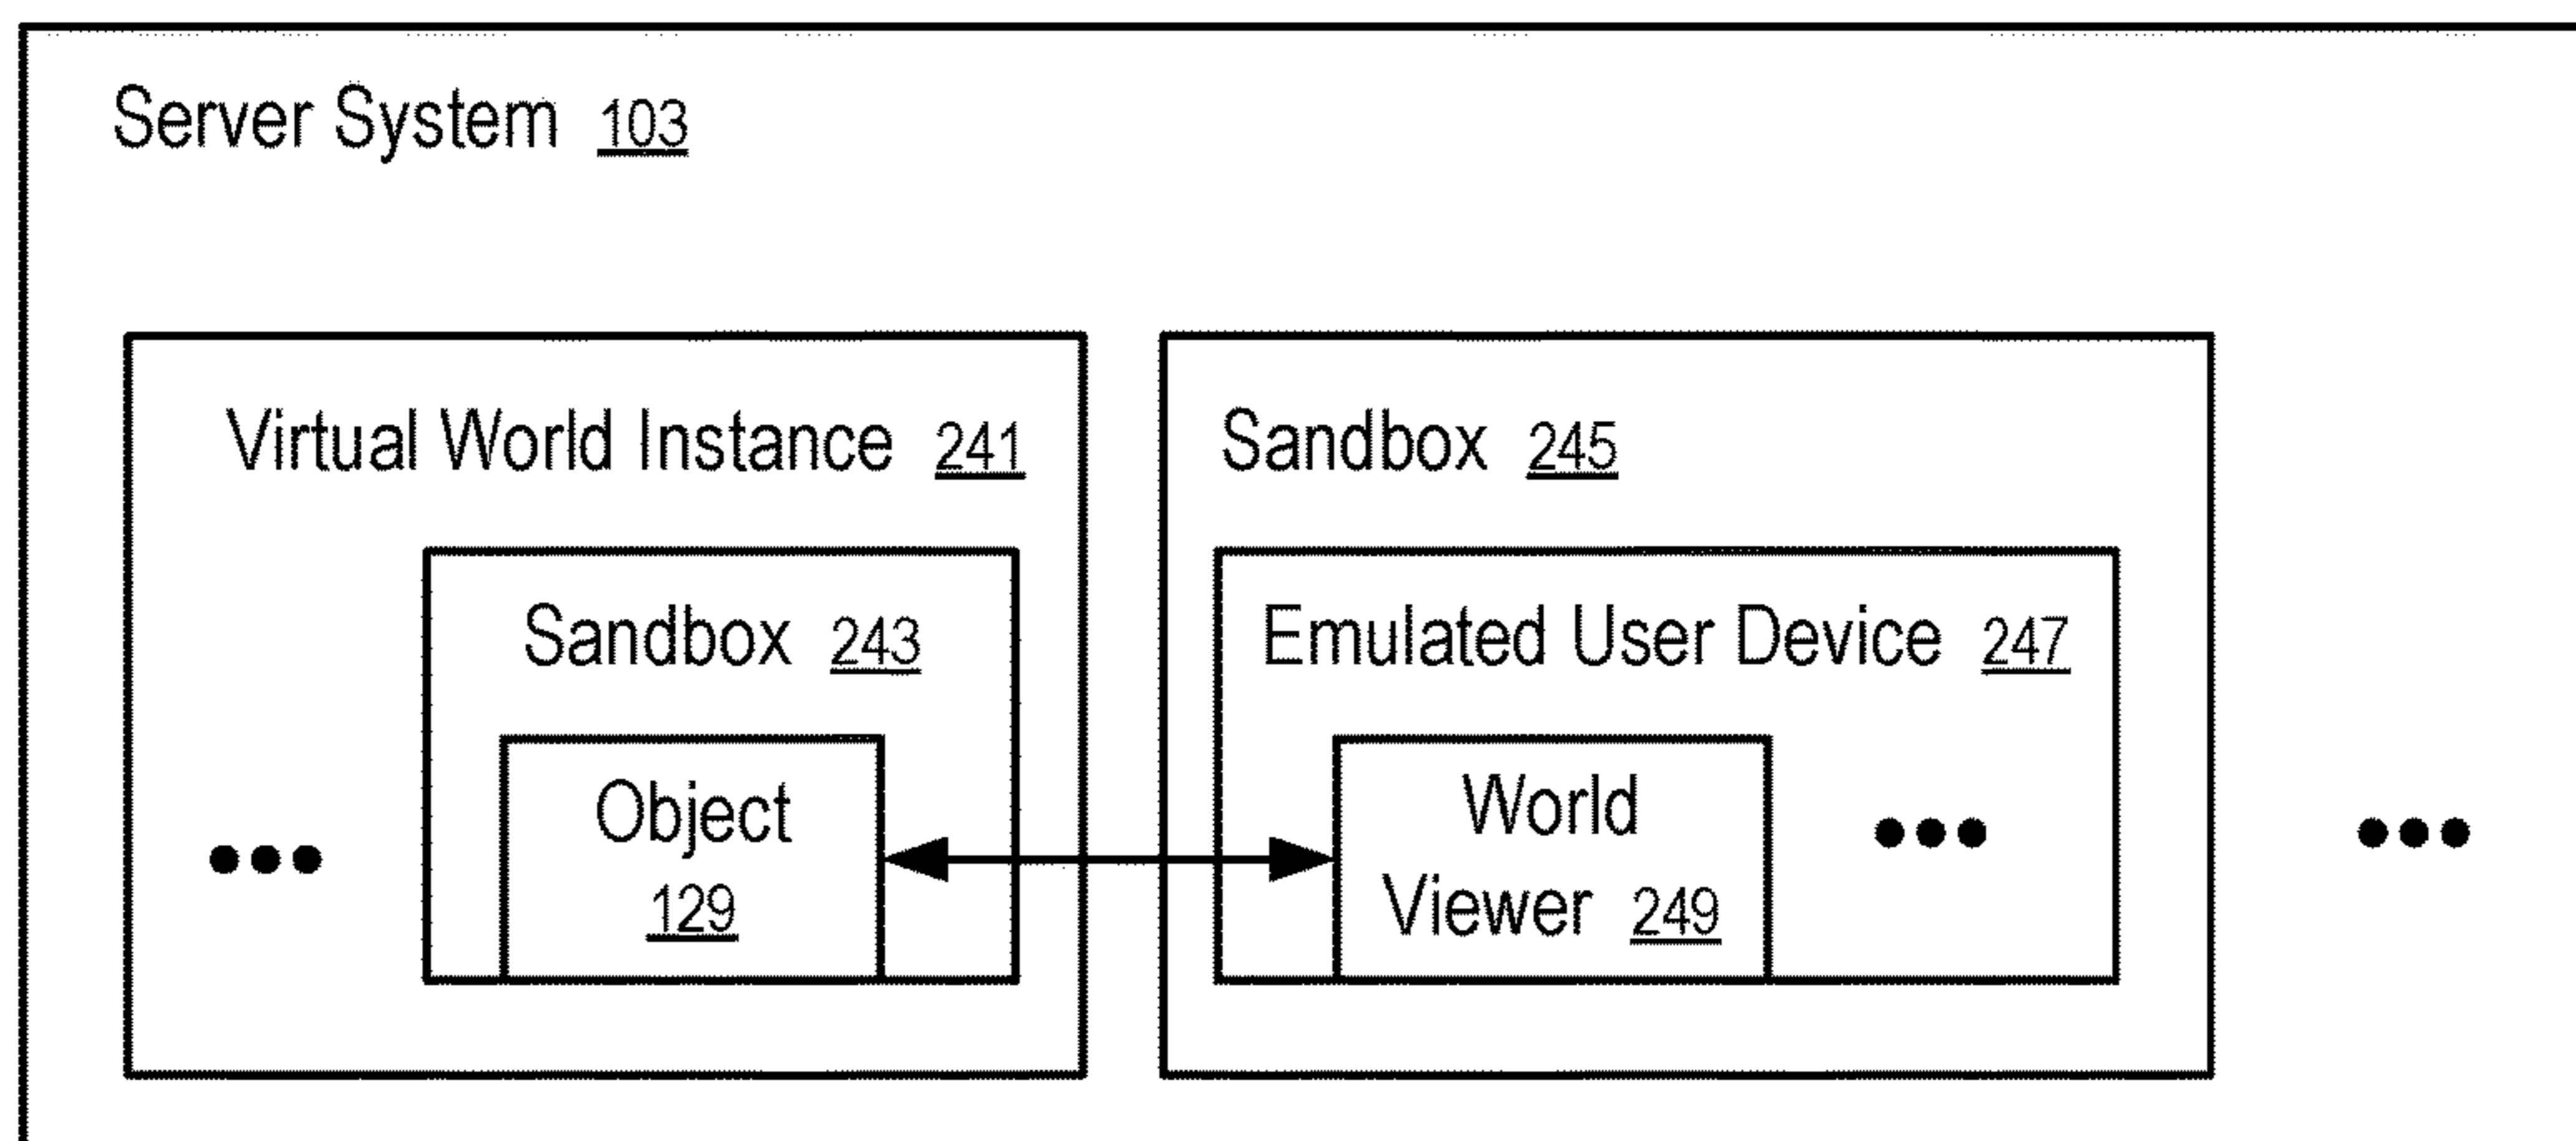 Server System 103
Virtual World Instance 241
Sandbox 243
Object
129
Sandbox 245
Emulated User Device 247
World
Viewer 249